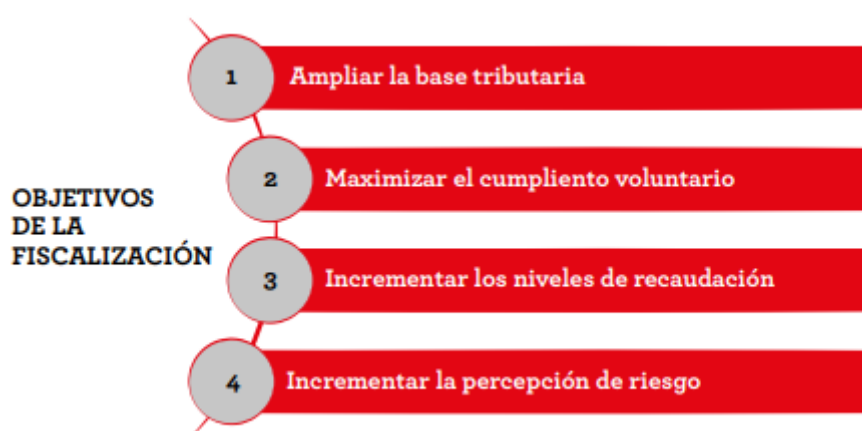 OBJETIVOS
DE LA
FISCALIZACIÓN
1 Ampliar la base tributaria
2 Maximizar el cumpliento voluntario
3 Incrementar los niveles de recaudación
4 Incrementar la percepción de riesgo